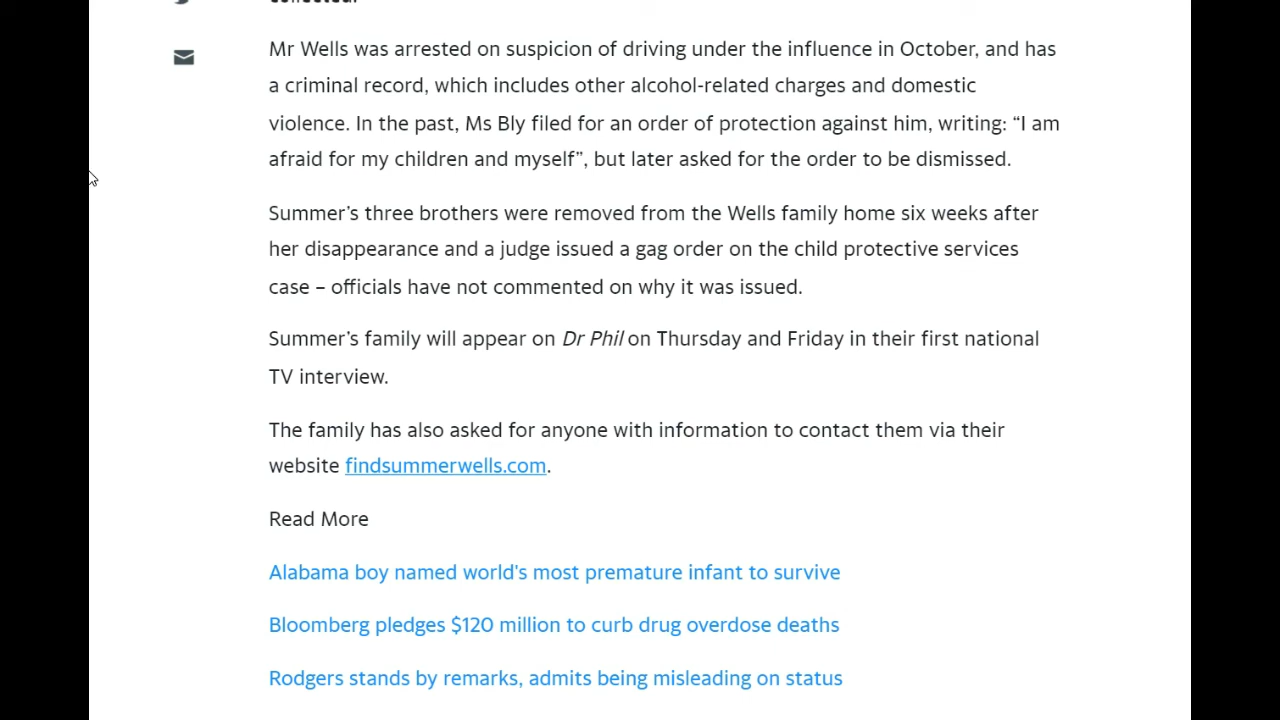 Mr Wells was arrested on suspicion of driving under the influence in October, and has
a criminal record, which includes other alcohol-related charges and domestic
violence. In the past, Ms Bly filed for an order of protection against him, writing: “I am
afraid for my children and myself”, but later asked for the order to be dismissed.
Summer’s three brothers were removed from the Wells family home six weeks after
her disappearance and a judge issued a gag order on the child protective services
case – officials have not commented on why it was issued.
Summer’s family will appear on Dr Phil on Thursday and Friday in their first national
TV interview.
The family has also asked for anyone with information to contact them via their
website findsummerwells.com.
Read More
Alabama boy named world's most premature infant to survive
Bloomberg pledges $120 million to curb drug overdose deaths
Rodgers stands by remarks, admits being misleading on status